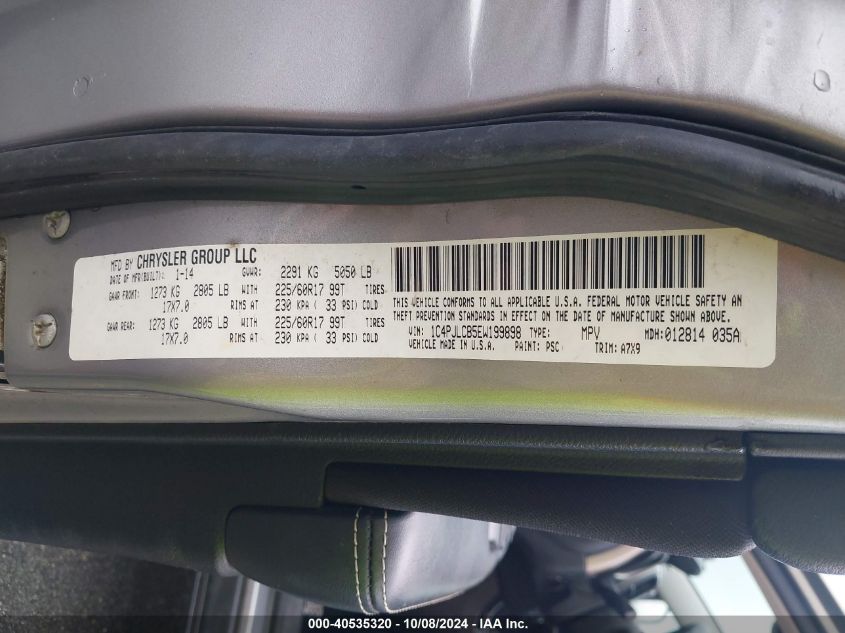 MFD BY CHRYSLER GROUP LLC
DATE OF MFR(BUILT): 1-14 GVWR: 2291 KG 5050 LB
GAWR FRONT: 1273 KG 2805 LB WITH 225/60R17 99T TIRES
17X7.0 RIMS AT 230 KPA ( 33 PSI) COLD
GAWR REAR: 1273 KG 2805 LB WITH 225/60R17 99T TIRES
17X7.0 RIMS AT 230 KPA ( 33 PSI) COLD
THIS VEHICLE CONFORMS TO ALL APPLICABLE U.S.A. FEDERAL MOTOR VEHICLE SAFETY AN
THEFT PREVENTION STANDARDS IN EFFECT ON THE DATE OF MANUFACTURE SHOWN ABOVE.
VIN: 1C4PJLCB5EW199898 TYPE: MPV MDH:012814 035A
VEHICLE MADE IN U.S.A. PAINT: PSC TRIM: A7X9
000-40535320 - 10/08/2024 - IAA Inc.